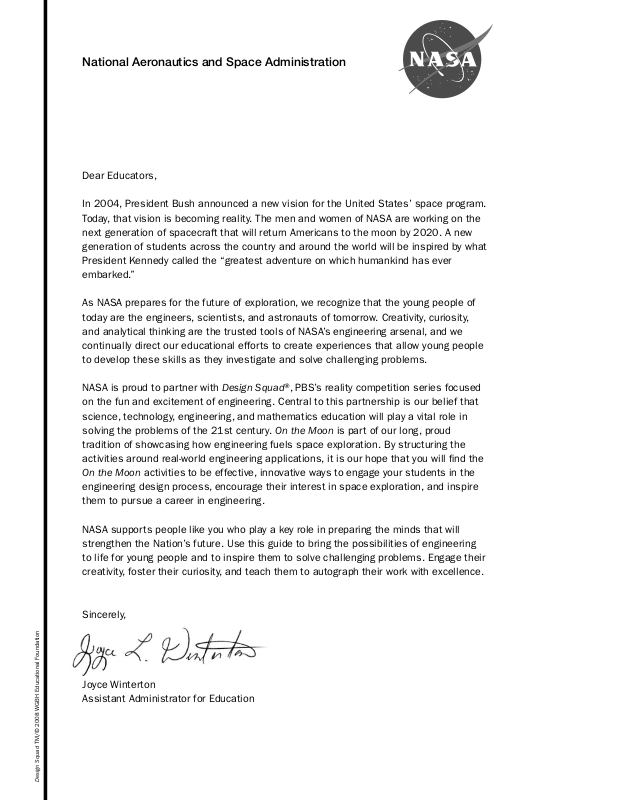 National Aeronautics and Space Administration
NASA
Dear Educators,
In 2004, President Bush announced a new vision for the United States’ space program.
Today, that vision is becoming reality. The men and women of NASA are working on the
next generation of spacecraft that will return Americans to the moon by 2020. A new
generation of students across the country and around the world will be inspired by what
President Kennedy called the “greatest adventure on which humankind has ever
embarked.”
As NASA prepares for the future of exploration, we recognize that the young people of
today are the engineers, scientists, and astronauts of tomorrow. Creativity, curiosity,
and analytical thinking are the trusted tools of NASA’s engineering arsenal, and we
continually direct our educational efforts to create experiences that allow young people
to develop these skills as they investigate and solve challenging problems.
NASA is proud to partner with Design Squad®, PBS’s reality competition series focused
on the fun and excitement of engineering. Central to this partnership is our belief that
science, technology, engineering, and mathematics education will play a vital role in
solving the problems of the 21st century. On the Moon is part of our long, proud
tradition of showcasing how engineering fuels space exploration. By structuring the
activities around real-world engineering applications, it is our hope that you will find the
On the Moon activities to be effective, innovative ways to engage your students in the
engineering design process, encourage their interest in space exploration, and inspire
them to pursue a career in engineering.
NASA supports people like you who play a key role in preparing the minds that will
strengthen the Nation’s future. Use this guide to bring the possibilities of engineering
to life for young people and to inspire them to solve challenging problems. Engage their
creativity, foster their curiosity, and teach them to autograph their work with excellence.
Sincerely,
Joyce L. Winterton
Joyce Winterton
Assistant Administrator for Education
Design Squad TM/© 2008 WGBH Educational Foundation